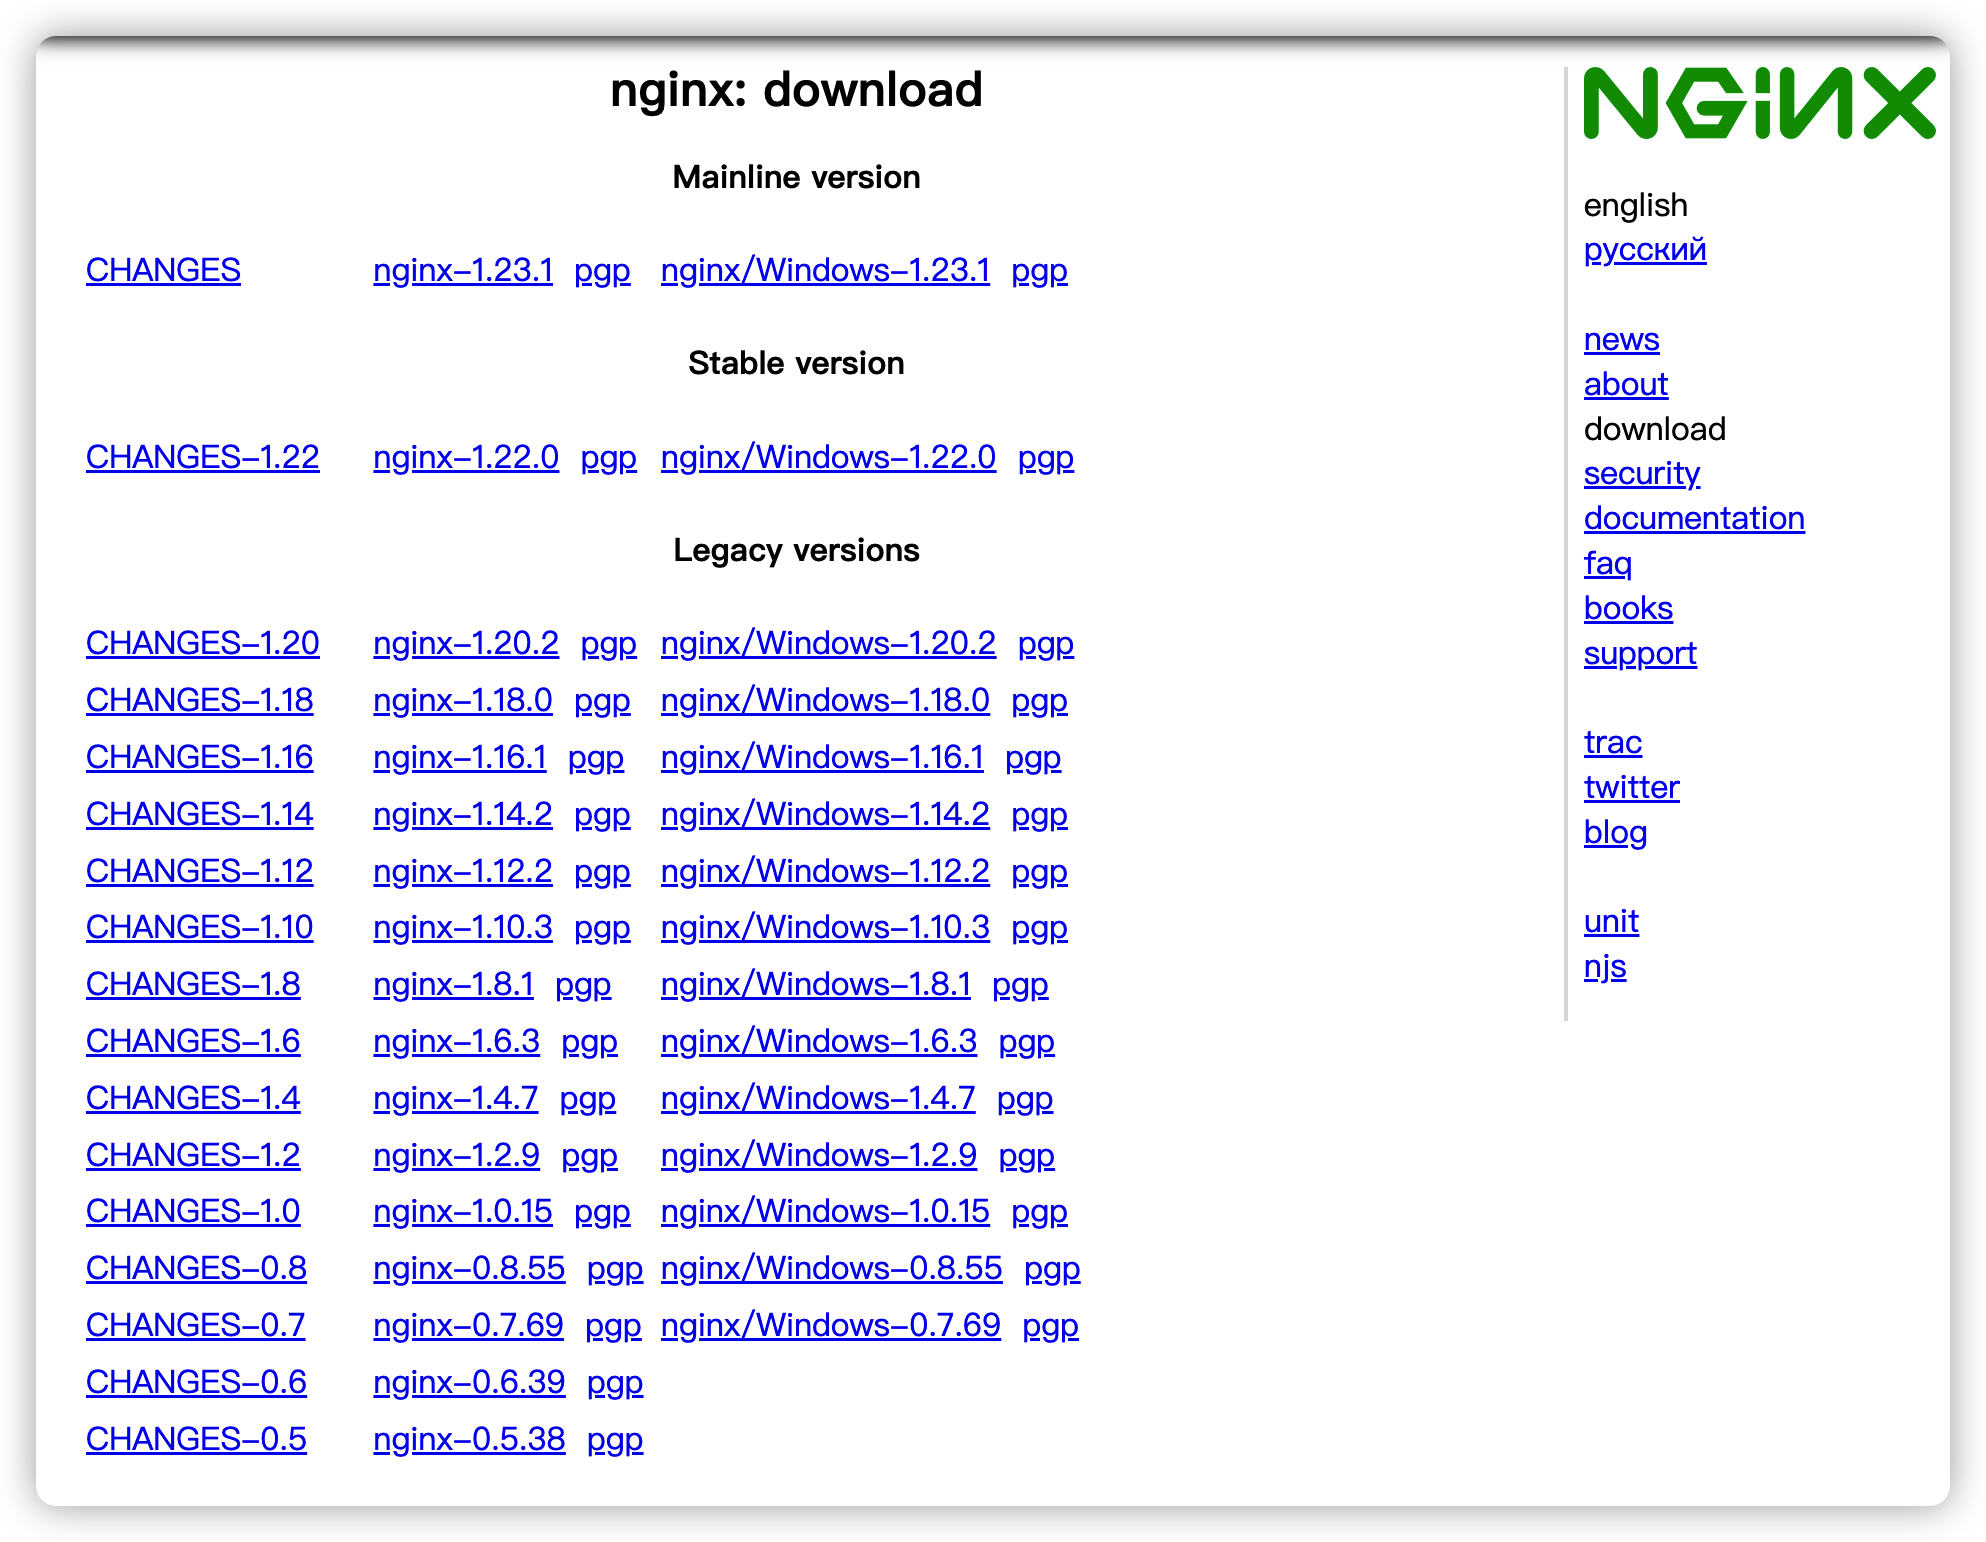 nginx: download
Mainline version
CHANGES nginx-1.23.1 pgp nginx/Windows-1.23.1 pgp
Stable version
CHANGES-1.22 nginx-1.22.0 pgp nginx/Windows-1.22.0 pgp
Legacy versions
CHANGES-1.20 nginx-1.20.2 pgp nginx/Windows-1.20.2 pgp
CHANGES-1.18 nginx-1.18.0 pgp nginx/Windows-1.18.0 pgp
CHANGES-1.16 nginx-1.16.1 pgp nginx/Windows-1.16.1 pgp
CHANGES-1.14 nginx-1.14.2 pgp nginx/Windows-1.14.2 pgp
CHANGES-1.12 nginx-1.12.2 pgp nginx/Windows-1.12.2 pgp
CHANGES-1.10 nginx-1.10.3 pgp nginx/Windows-1.10.3 pgp
CHANGES-1.8 nginx-1.8.1 pgp nginx/Windows-1.8.1 pgp
CHANGES-1.6 nginx-1.6.3 pgp nginx/Windows-1.6.3 pgp
CHANGES-1.4 nginx-1.4.7 pgp nginx/Windows-1.4.7 pgp
CHANGES-1.2 nginx-1.2.9 pgp nginx/Windows-1.2.9 pgp
CHANGES-1.0 nginx-1.0.15 pgp nginx/Windows-1.0.15 pgp
CHANGES-0.8 nginx-0.8.55 pgp nginx/Windows-0.8.55 pgp
CHANGES-0.7 nginx-0.7.69 pgp nginx/Windows-0.7.69 pgp
CHANGES-0.6 nginx-0.6.39 pgp
CHANGES-0.5 nginx-0.5.38 pgp
NGINX
english
русский
news
about
download
security
documentation
faq
books
support
trac
twitter
blog
unit
njs